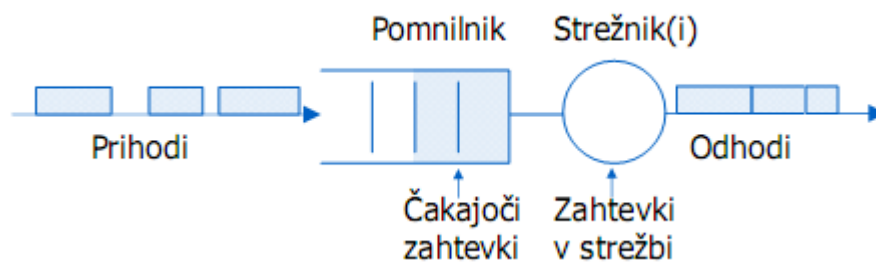 Pomnilnik
Strežnik(i)
Prihodi
Odhodi
Čakajoči
zahtevki
Zahtevki
v strežbi